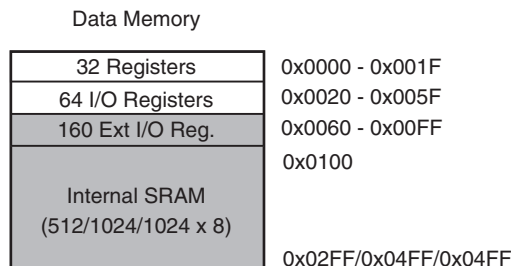 Data Memory
32 Registers 0x0000 - 0x001F
64 I/O Registers 0x0020 - 0x005F
160 Ext I/O Reg. 0x0060 - 0x00FF
0x0100
Internal SRAM
(512/1024/1024 x 8)
0x02FF/0x04FF/0x04FF